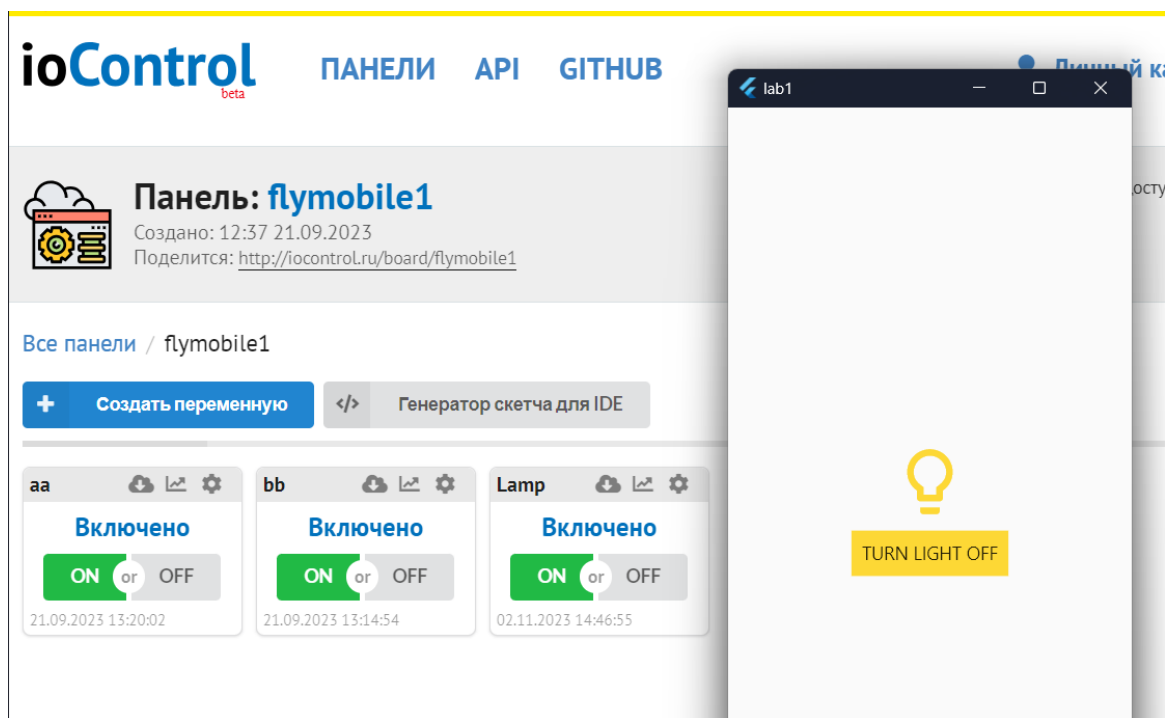 ioControl
beta
ПАНЕЛИ API GITHUB
Панель: flymobile1
Создано: 12:37 21.09.2023
Поделится: http://iocontrol.ru/board/flymobile1
Все панели / flymobile1
Создать переменную
</> Генератор скетча для IDE
aa
Включено
ON or OFF
21.09.2023 13:20:02
bb
Включено
ON or OFF
21.09.2023 13:14:54
Lamp
Включено
ON or OFF
02.11.2023 14:46:55
lab1
TURN LIGHT OFF